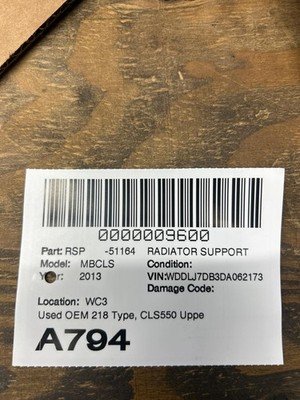 0000009600
Part: RSP -51164 RADIATOR SUPPORT
Model: MBCLS Condition:
Year: 2013 VIN:WDDLJ7DB3DA062173
Damage Code:
Location: WC3
Used OEM 218 Type, CLS550 Uppe
A794